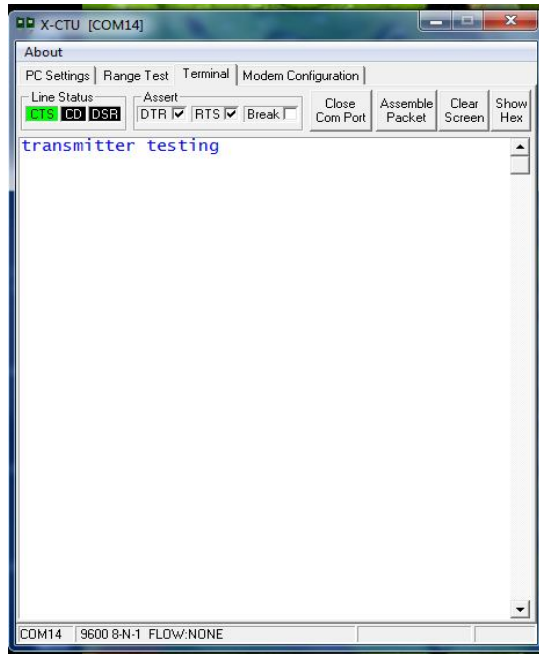 X-CTU [COM14]
About
PC Settings Range Test Terminal Modem Configuration
Line Status
CTS CD DSR
Assert
DTR RTS Break
Close Com Port
Assemble Packet
Clear Screen
Show Hex
transmitter testing
COM14 9600 8-N-1 FLOW:NONE